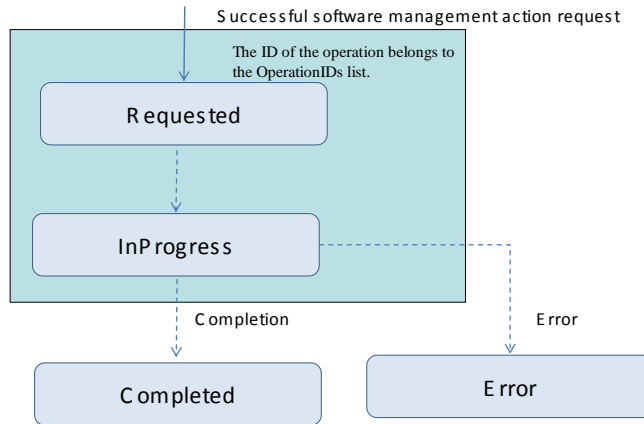 Successful software management action request
The ID of the operation belongs to
the OperationIDs list.
Requested
InProgress
Completion
Error
Completed
Error